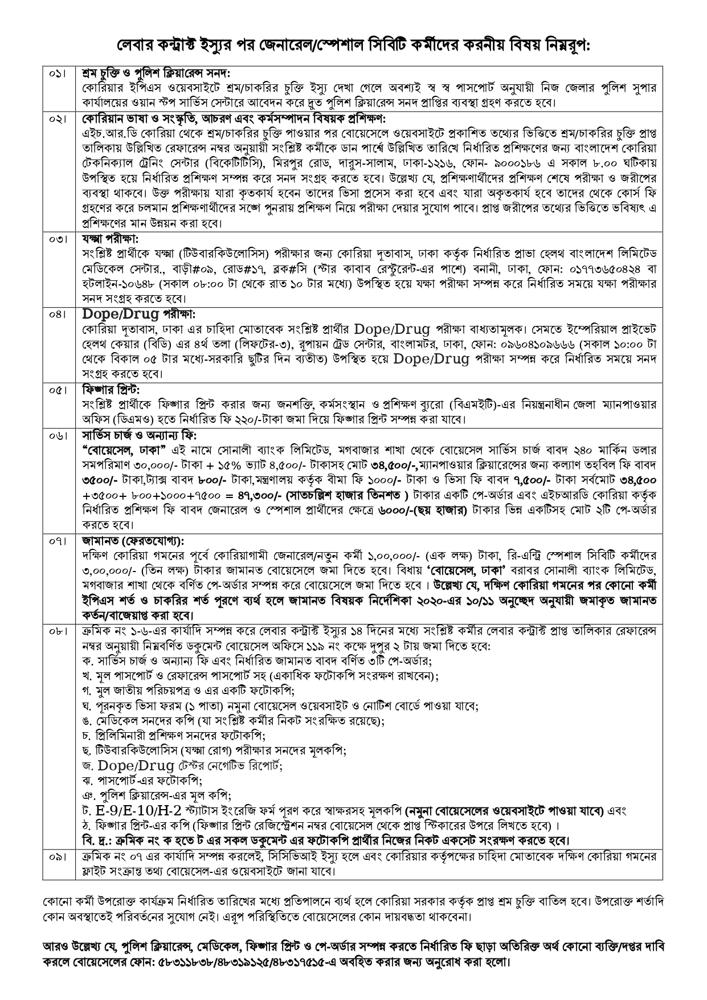 লেবার কন্ট্রাক্ট ইস্যুর পর জেনারেল/স্পেশাল সিবিটি কর্মীদের করনীয় বিষয় নিম্নরূপ:
০১। শ্রম চুক্তি ও পুলিশ ক্লিয়ারেন্স সনদ:
কোরিয়ার ইপিএস ওয়েবসাইটে শ্রম/চাকরির চুক্তি ইস্যু দেখা গেলে অবশ্যই স্ব স্ব পাসপোর্ট অনুযায়ী নিজ জেলার পুলিশ সুপার
কার্যালয়ের ওয়ান স্টপ সার্ভিস সেন্টারে আবেদন করে দ্রুত পুলিশ ক্লিয়ারেন্স সনদ প্রাপ্তির ব্যবস্থা গ্রহণ করতে হবে।
০২। কোরিয়ান ভাষা ও সংস্কৃতি, আচরণ এবং কর্মসম্পাদন বিষয়ক প্রশিক্ষণ:
এইচ.আর.ডি কোরিয়া থেকে শ্রম/চাকরির চুক্তি পাওয়ার পর বোয়েসেলে ওয়েবসাইটে প্রকাশিত তথ্যের ভিত্তিতে শ্রম/চাকরির চুক্তি প্রাপ্ত
তালিকায় উল্লিখিত রেফারেন্স নম্বর অনুয়ায়ী সংশ্লিষ্ট কর্মীকে ডান পার্শ্বে উল্লিখিত তারিখে নির্ধারিত প্রশিক্ষণের জন্য বাংলাদেশ কোরিয়া
টেকনিক্যাল ট্রেনিং সেন্টার (বিকেটিটিসি), মিরপুর রোড, দারুস-সালাম, ঢাকা-১২১৬, ফোন- ৯০০০১৮৬ এ সকাল ৮.০০ ঘটিকায়
উপস্থিত হয়ে নির্ধারিত প্রশিক্ষণ সম্পন্ন করে সনদ সংগ্রহ করতে হবে। উল্লেখ্য যে, প্রশিক্ষণার্থীদের প্রশিক্ষণ শেষে পরীক্ষা ও জরীপের
ব্যবস্থা থাকবে। উক্ত পরীক্ষায় যারা কৃতকার্য হবেন তাদের ভিসা প্রসেস করা হবে এবং যারা অকৃতকার্য হবে তাদের থেকে কোর্স ফি
গ্রহণের করে চলমান প্রশিক্ষণার্থীদের সঙ্গে পুনরায় প্রশিক্ষণ নিয়ে পরীক্ষা দেয়ার সুযোগ পাবে। প্রাপ্ত জরীপের তথ্যের ভিত্তিতে ভবিষ্যৎ এ
প্রশিক্ষণের মান উন্নয়ন করা হবে।
০৩। যক্ষ্মা পরীক্ষা:
সংশ্লিষ্ট প্রার্থীকে যক্ষ্মা (টিউবারকিউলোসিস) পরীক্ষার জন্য কোরিয়া দূতাবাস, ঢাকা কর্তৃক নির্ধারিত প্রাভা হেলথ বাংলাদেশ লিমিটেড
মেডিকেল সেন্টার., বাড়ী#০৯, রোড#১৭, ব্লক#সি (স্টার কাবাব রেস্টুরেন্ট-এর পাশে) বনানী, ঢাকা, ফোন: ০১৭৭৩৬৫০৪২৪ বা
হটলাইন-১০৬৪৮ (সকাল ০৮:০০ টা থেকে রাত ১০ টার মধ্যে) উপস্থিত হয়ে যক্ষা পরীক্ষা সম্পন্ন করে নির্ধারিত সময়ে যক্ষা পরীক্ষার
সনদ সংগ্রহ করতে হবে।
০৪। Dope/Drug পরীক্ষা:
কোরিয়া দূতাবাস, ঢাকা এর চাহিদা মোতাবেক সংশ্লিষ্ট প্রার্থীর Dope/Drug পরীক্ষা বাধ্যতামূলক। সেমতে ইম্পেরিয়াল প্রাইভেট
হেলথ কেয়ার (বিডি) এর ৪র্থ তলা (লিফটের-৩), রূপায়ন ট্রেড সেন্টার, বাংলামটর, ঢাকা, ফোন: ০৯৬০৪১০৯৬৬৬ (সকাল ১০:০০ টা
থেকে বিকাল ০৫ টার মধ্যে-সরকারি ছুটির দিন ব্যতীত) উপস্থিত হয়ে Dope/Drug পরীক্ষা সম্পন্ন করে নির্ধারিত সময়ে সনদ
সংগ্রহ করতে হবে।
০৫। ফিঙ্গার প্রিন্ট:
সংশ্লিষ্ট প্রার্থীকে ফিঙ্গার প্রিন্ট করার জন্য জনশক্তি, কর্মসংস্থান ও প্রশিক্ষণ ব্যুরো (বিএমইটি)-এর নিয়ন্ত্রনাধীন জেলা ম্যানপাওয়ার
অফিস (ডিএমও) হতে নির্ধারিত ফি ২২০/-টাকা জমা দিয়ে ফিঙ্গার প্রিন্ট সম্পন্ন করা যাবে।
০৬। সার্ভিস চার্জ ও অন্যান্য ফি:
“বোয়েসেল, ঢাকা” এই নামে সোনালী ব্যাংক লিমিটেড, মগবাজার শাখা থেকে বোয়েসেল সার্ভিস চার্জ বাবদ ২৪০ মার্কিন ডলার
সমপরিমাণ ৩০,০০০/- টাকা + ১৫% ভ্যাট ৪,৫০০/- টাকাসহ মোট ৩৪,৫০০/-,ম্যানপাওয়ার ক্লিয়ারেন্সের জন্য কল্যাণ তহবিল ফি বাবদ
৩৫০০/- টাকা,ট্যাক্স বাবদ ৮০০/- টাকা,মন্ত্রণালয় কর্তৃক বীমা ফি ১০০০/- টাকা ও ভিসা ফি বাবদ ৭,৫০০/- টাকা সর্বমোট ৩৪,৫০০
+৩৫০০+ ৮০০+১০০০+৭৫০০ = ৪৭,৩০০/- (সাতচল্লিশ হাজার তিনশত ) টাকার একটি পে-অর্ডার এবং এইচআরডি কোরিয়া কর্তৃক
নির্ধারিত প্রশিক্ষণ ফি বাবদ জেনারেল ও স্পেশাল প্রার্থীদের ক্ষেত্রে ৬০০০/-(ছয় হাজার) টাকার ভিন্ন একটিসহ মোট ২টি পে-অর্ডার
করতে হবে।
০৭। জামানত (ফেরতযোগ্য):
দক্ষিণ কোরিয়া গমনের পূর্বে কোরিয়াগামী জেনারেল/নতুন কর্মী ১,০০,০০০/- (এক লক্ষ) টাকা, রি-এন্ট্রি স্পেশাল সিবিটি কর্মীদের
৩,০০,০০০/- (তিন লক্ষ) টাকার জামানত বোয়েসেলে জমা দিতে হবে। বিধায় ‘বোয়েসেল, ঢাকা’ বরাবর সোনালী ব্যাংক লিমিটেড,
মগবাজার শাখা থেকে বর্ণিত পে-অর্ডার সম্পন্ন করে বোয়েসেলে জমা দিতে হবে । উল্লেখ্য যে, দক্ষিণ কোরিয়া গমনের পর কোনো কর্মী
ইপিএস শর্ত ও চাকরির শর্ত পূরণে ব্যর্থ হলে জামানত বিষয়ক নির্দেশিকা ২০২০-এর ১০/১১ অনুচ্ছেদ অনুযায়ী জমাকৃত জামানত
কর্তন/বাজেয়াপ্ত করা হবে।
০৮। ক্রমিক নং ১-৬-এর কার্যাদি সম্পন্ন করে লেবার কন্ট্রাক্ট ইস্যুর ১৪ দিনের মধ্যে সংশ্লিষ্ট কর্মীর লেবার কন্ট্রাক্ট প্রাপ্ত তালিকার রেফারেন্স
নম্বর অনুয়ায়ী নিম্নবর্ণিত ডকুমেন্ট বোয়েসেল অফিসে ১১৯ নং কক্ষে দুপুর ২ টায় জমা দিতে হবে:
ক. সার্ভিস চার্জ ও অন্যান্য ফি এবং নির্ধারিত জামানত বাবদ বর্ণিত ৩টি পে-অর্ডার;
খ. মূল পাসপোর্ট ও রেফারেন্স পাসপোর্ট সহ (একাধিক ফটোকপি সংরক্ষণ রাখবেন);
গ. মুল জাতীয় পরিচয়পত্র ও এর একটি ফটোকপি;
ঘ. পূরনকৃত ভিসা ফরম (১ পাতা) নমুনা বোয়েসেল ওয়েবসাইট ও নোটিশ বোর্ডে পাওয়া যাবে;
ঙ. মেডিকেল সনদের কপি (যা সংশ্লিষ্ট কর্মীর নিকট সংরক্ষিত রয়েছে);
চ. প্রিলিমিনারী প্রশিক্ষণ সনদের ফটোকপি;
ছ. টিউবারকিউলোসিস (যক্ষ্মা রোগ) পরীক্ষার সনদের মূলকপি;
জ. Dope/Drug টেস্টর নেগেটিভ রিপোর্ট;
ঝ. পাসপোর্ট-এর ফটোকপি;
ঞ. পুলিশ ক্লিয়ারেন্স-এর মূল কপি;
ট. E-9/E-10/H-2 স্ট্যাটাস ইংরেজি ফর্ম পূরণ করে স্বাক্ষরসহ মূলকপি (নমুনা বোয়েসেলের ওয়েবসাইটে পাওয়া যাবে) এবং
ঠ. ফিঙ্গার প্রিন্ট-এর কপি (ফিঙ্গার প্রিন্ট রেজিস্ট্রেশন নম্বর বোয়েসেল থেকে প্রাপ্ত স্টিকারের উপরে লিখতে হবে) ।
বি. দ্র.: ক্রমিক নং ক হতে ট এর সকল ডকুমেন্ট এর ফটোকপি প্রার্থীর নিজের নিকট একসেট সংরক্ষণ করতে হবে।
০৯। ক্রমিক নং ০৭ এর কার্যাদি সম্পন্ন করলেই, সিসিভিআই ইস্যু হলে এবং কোরিয়ার কর্তৃপক্ষের চাহিদা মোতাবেক দক্ষিণ কোরিয়া গমনের
ফ্লাইট সংক্রান্ত তথ্য বোয়েসেল-এর ওয়েবসাইটে জানা যাবে।
কোনো কর্মী উপরোক্ত কার্যক্রম নির্ধারিত তারিখের মধ্যে প্রতিপালনে ব্যর্থ হলে কোরিয়া সরকার কর্তৃক প্রাপ্ত শ্রম চুক্তি বাতিল হবে। উপরোক্ত শর্তাদি
কোন অবস্থাতেই পরিবর্তনের সুযোগ নেই। এরূপ পরিস্থিতিতে বোয়েসেলের কোন দায়বদ্ধতা থাকবেনা।
আরও উল্লেখ্য যে, পুলিশ ক্লিয়ারেন্স, মেডিকেল, ফিঙ্গার প্রিন্ট ও পে-অর্ডার সম্পন্ন করতে নির্ধারিত ফি ছাড়া অতিরিক্ত অর্থ কোনো ব্যক্তি/দপ্তর দাবি
করলে বোয়েসেলের ফোন: ৫৮৩১১৮৩৮/৪৮৩১৯১২৫/৪৮৩১৭৫১৫-এ অবহিত করার জন্য অনুরোধ করা হলো।